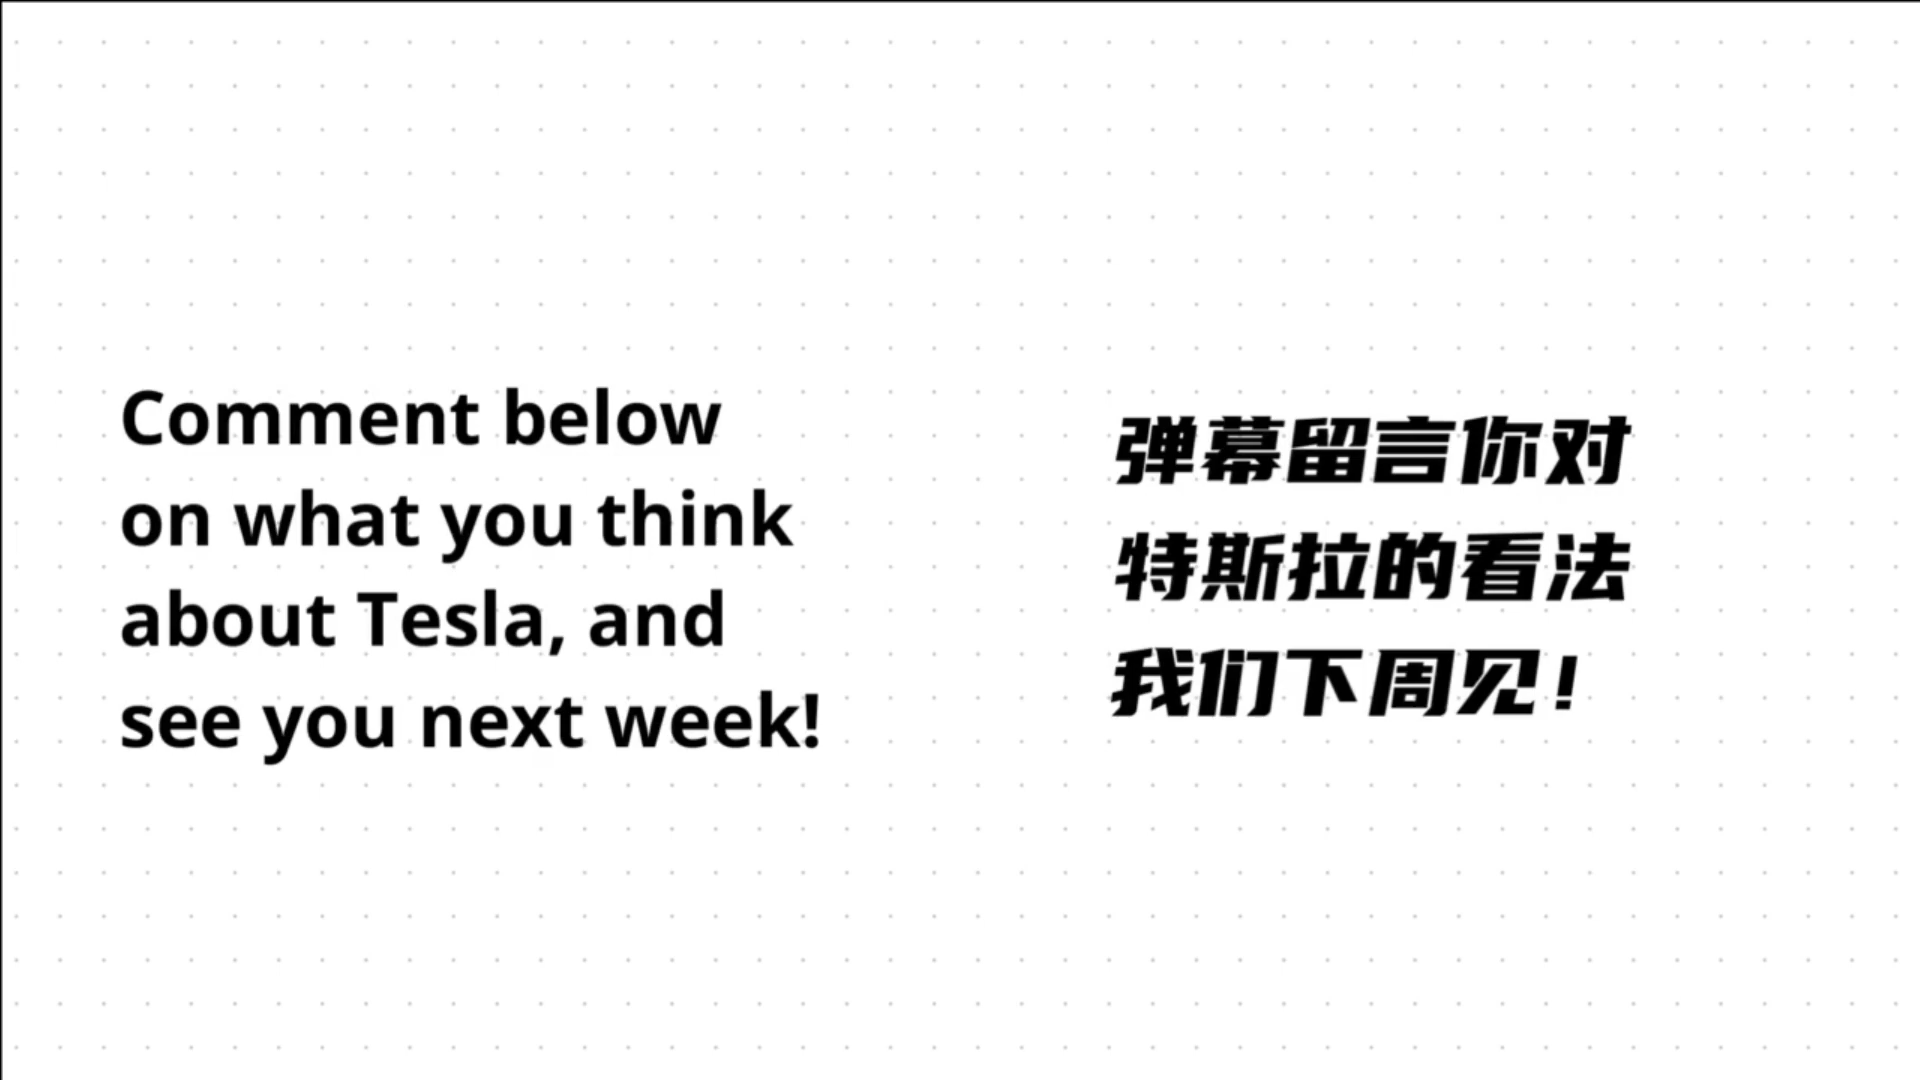 Comment below
on what you think
about Tesla, and
see you next week!
弹幕留言你对
特斯拉的看法
我们下周见！